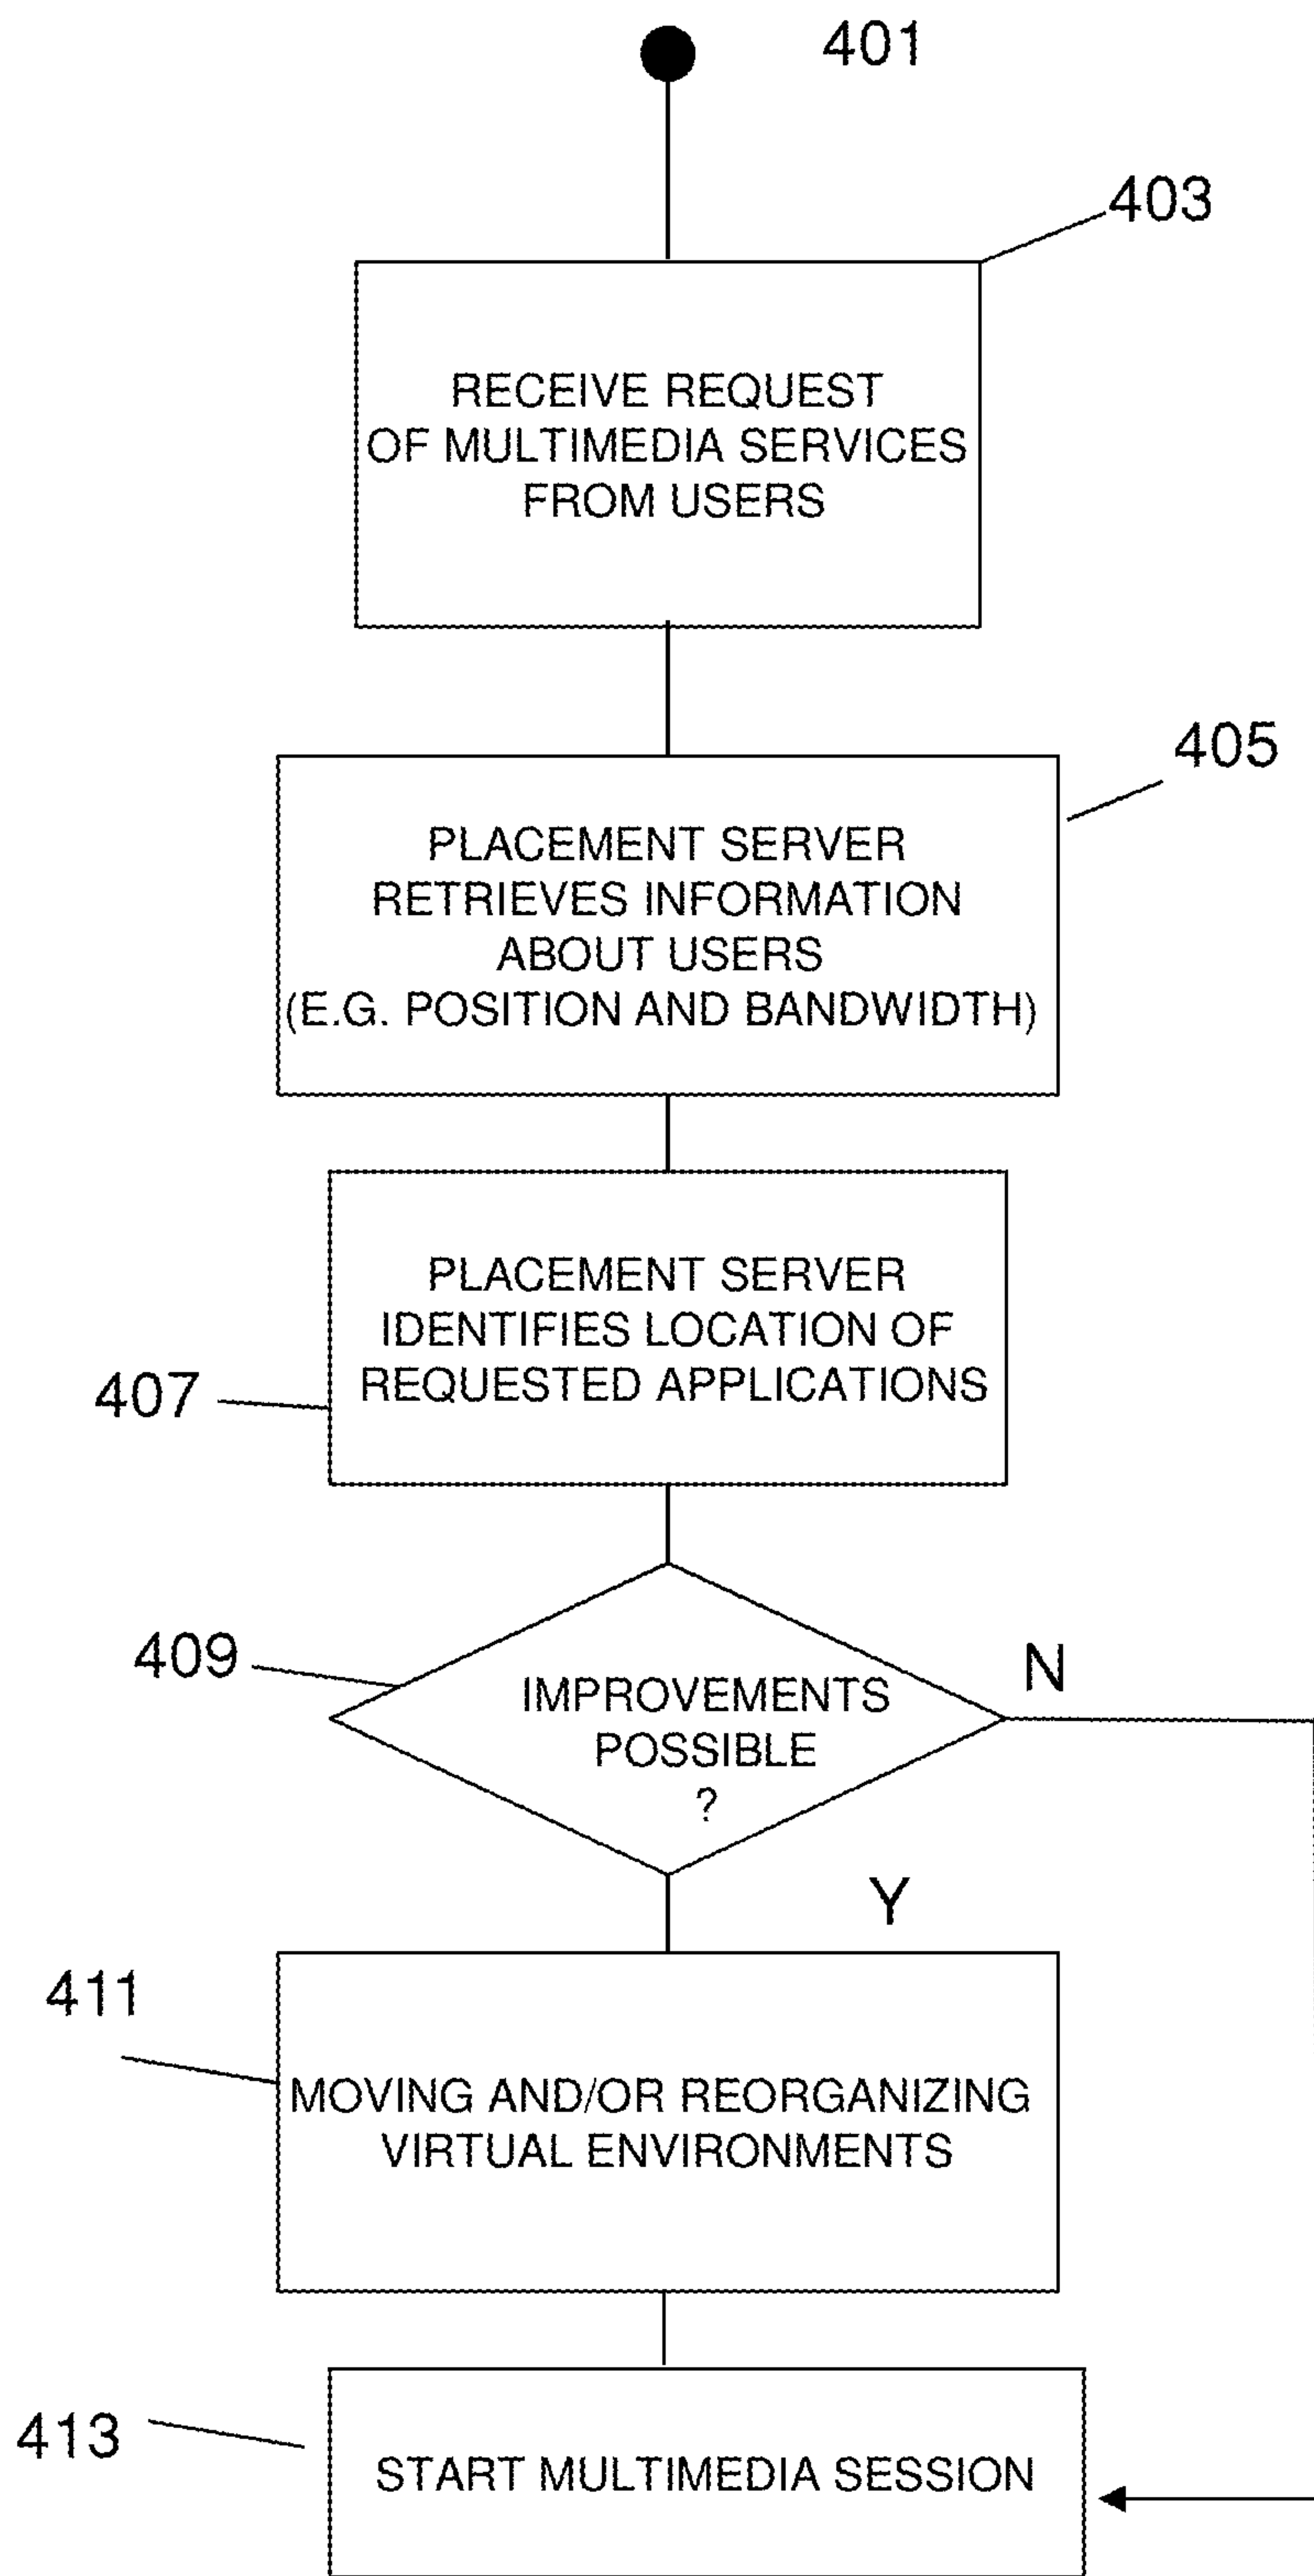 401
403
RECEIVE REQUEST
OF MULTIMEDIA SERVICES
FROM USERS
405
PLACEMENT SERVER
RETRIEVES INFORMATION
ABOUT USERS
(E.G. POSITION AND BANDWIDTH)
PLACEMENT SERVER
IDENTIFIES LOCATION OF
REQUESTED APPLICATIONS
407
409
N
IMPROVEMENTS
POSSIBLE
?
Y
411
MOVING AND/OR REORGANIZING
VIRTUAL ENVIRONMENTS
413
START MULTIMEDIA SESSION